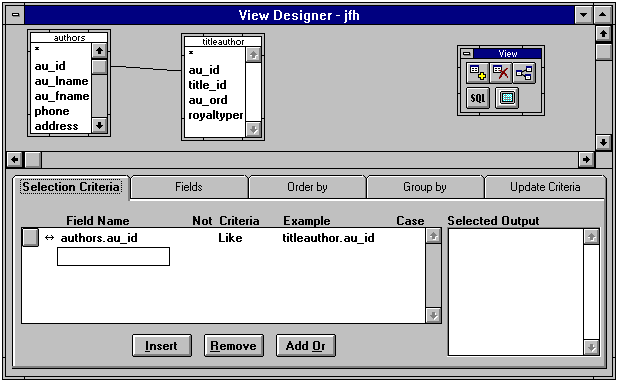 View Designer - jfh
authors
*
au_id
au_lname
au_fname
phone
address
titleauthor
*
au_id
title_id
au_ord
royaltyper
View
SQL
Selection Criteria
Fields
Order by
Group by
Update Criteria
Field Name Not Criteria Example Case Selected Output
↔ authors.au_id Like titleauthor.au_id
Insert Remove Add Or